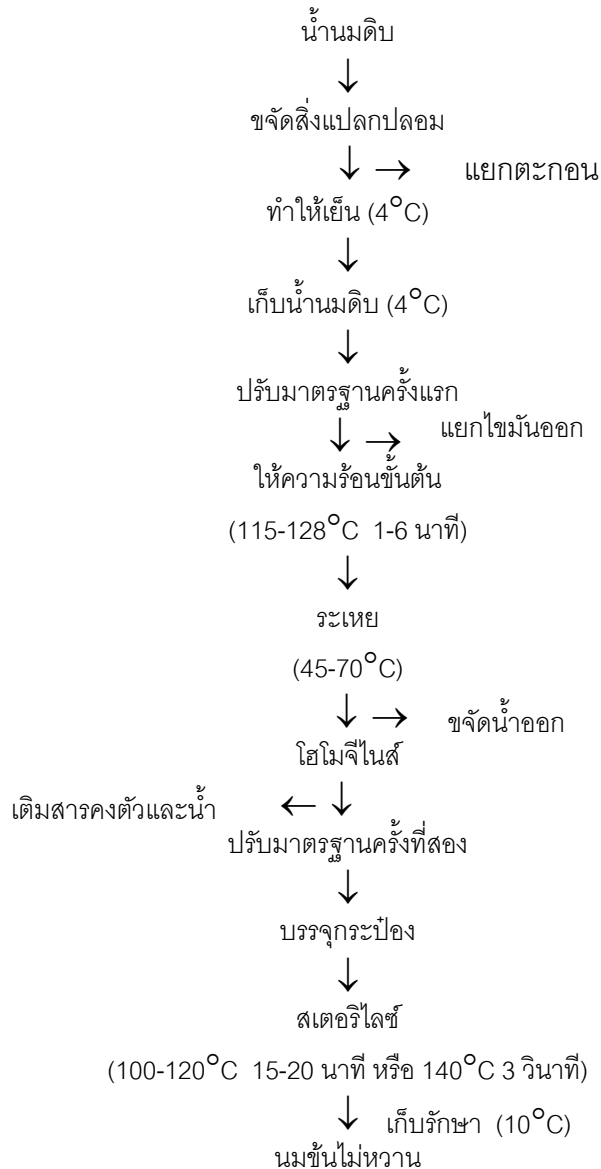 น้ำนมดิบ
↓
ขจัดสิ่งแปลกปลอม
↓ → แยกตะกอน
ทำให้เย็น (4°C)
↓
เก็บน้ำนมดิบ (4°C)
↓
ปรับมาตรฐานครั้งแรก
↓ → แยกไขมันออก
ให้ความร้อนขั้นต้น
(115-128°C 1-6 นาที)
↓
ระเหย
(45-70°C)
↓ → ขจัดน้ำออก
โฮโมจีไนส์
เติมสารคงตัวและน้ำ ← ↓
ปรับมาตรฐานครั้งที่สอง
↓
บรรจุกระป๋อง
↓
สเตอริไลซ์
(100-120°C 15-20 นาที หรือ 140°C 3 วินาที)
↓ เก็บรักษา (10°C)
นมข้นไม่หวาน